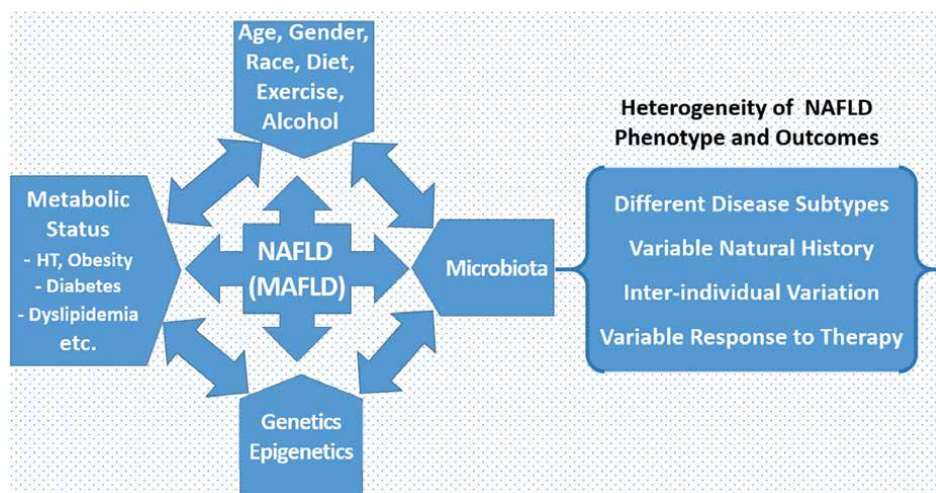 Age, Gender,
Race, Diet,
Exercise,
Alcohol
Metabolic
Status
- HT, Obesity
- Diabetes
- Dyslipidemia
etc.
NAFLD
(MAFLD)
Microbiota
Genetics
Epigenetics
Heterogeneity of NAFLD
Phenotype and Outcomes
Different Disease Subtypes
Variable Natural History
Inter-individual Variation
Variable Response to Therapy